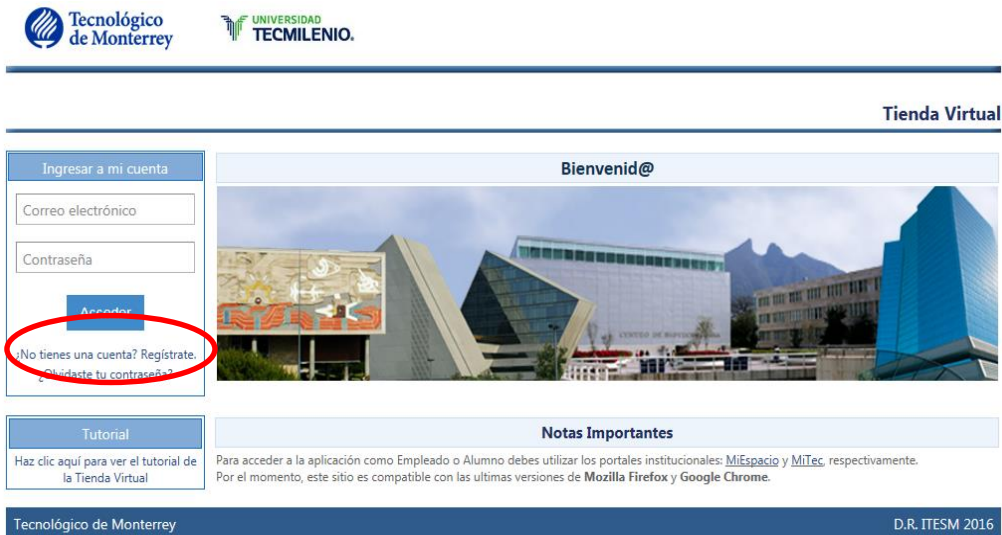 Tecnológico
de Monterrey
UNIVERSIDAD
TECMILENIO®
Tienda Virtual
Ingresar a mi cuenta
Correo electrónico
Contraseña
Acceder
¿No tienes una cuenta? Regístrate.
¿Olvidaste tu contraseña?
Bienvenid@
Tutorial
Haz clic aquí para ver el tutorial de
la Tienda Virtual
Notas Importantes
Para acceder a la aplicación como Empleado o Alumno debes utilizar los portales institucionales: MiEspacio y MiTec, respectivamente.
Por el momento, este sitio es compatible con las ultimas versiones de Mozilla Firefox y Google Chrome.
Tecnológico de Monterrey
D.R. ITESM 2016